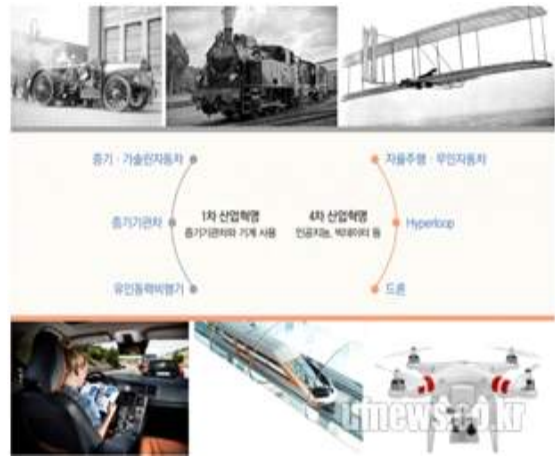 증기 · 가솔린자동차
자율주행 · 무인자동차
증기기관차
1차 산업혁명
증기기관차와 기계 사용
4차 산업혁명
인공지능, 빅데이터 등
Hyperloop
유인동력비행기
드론